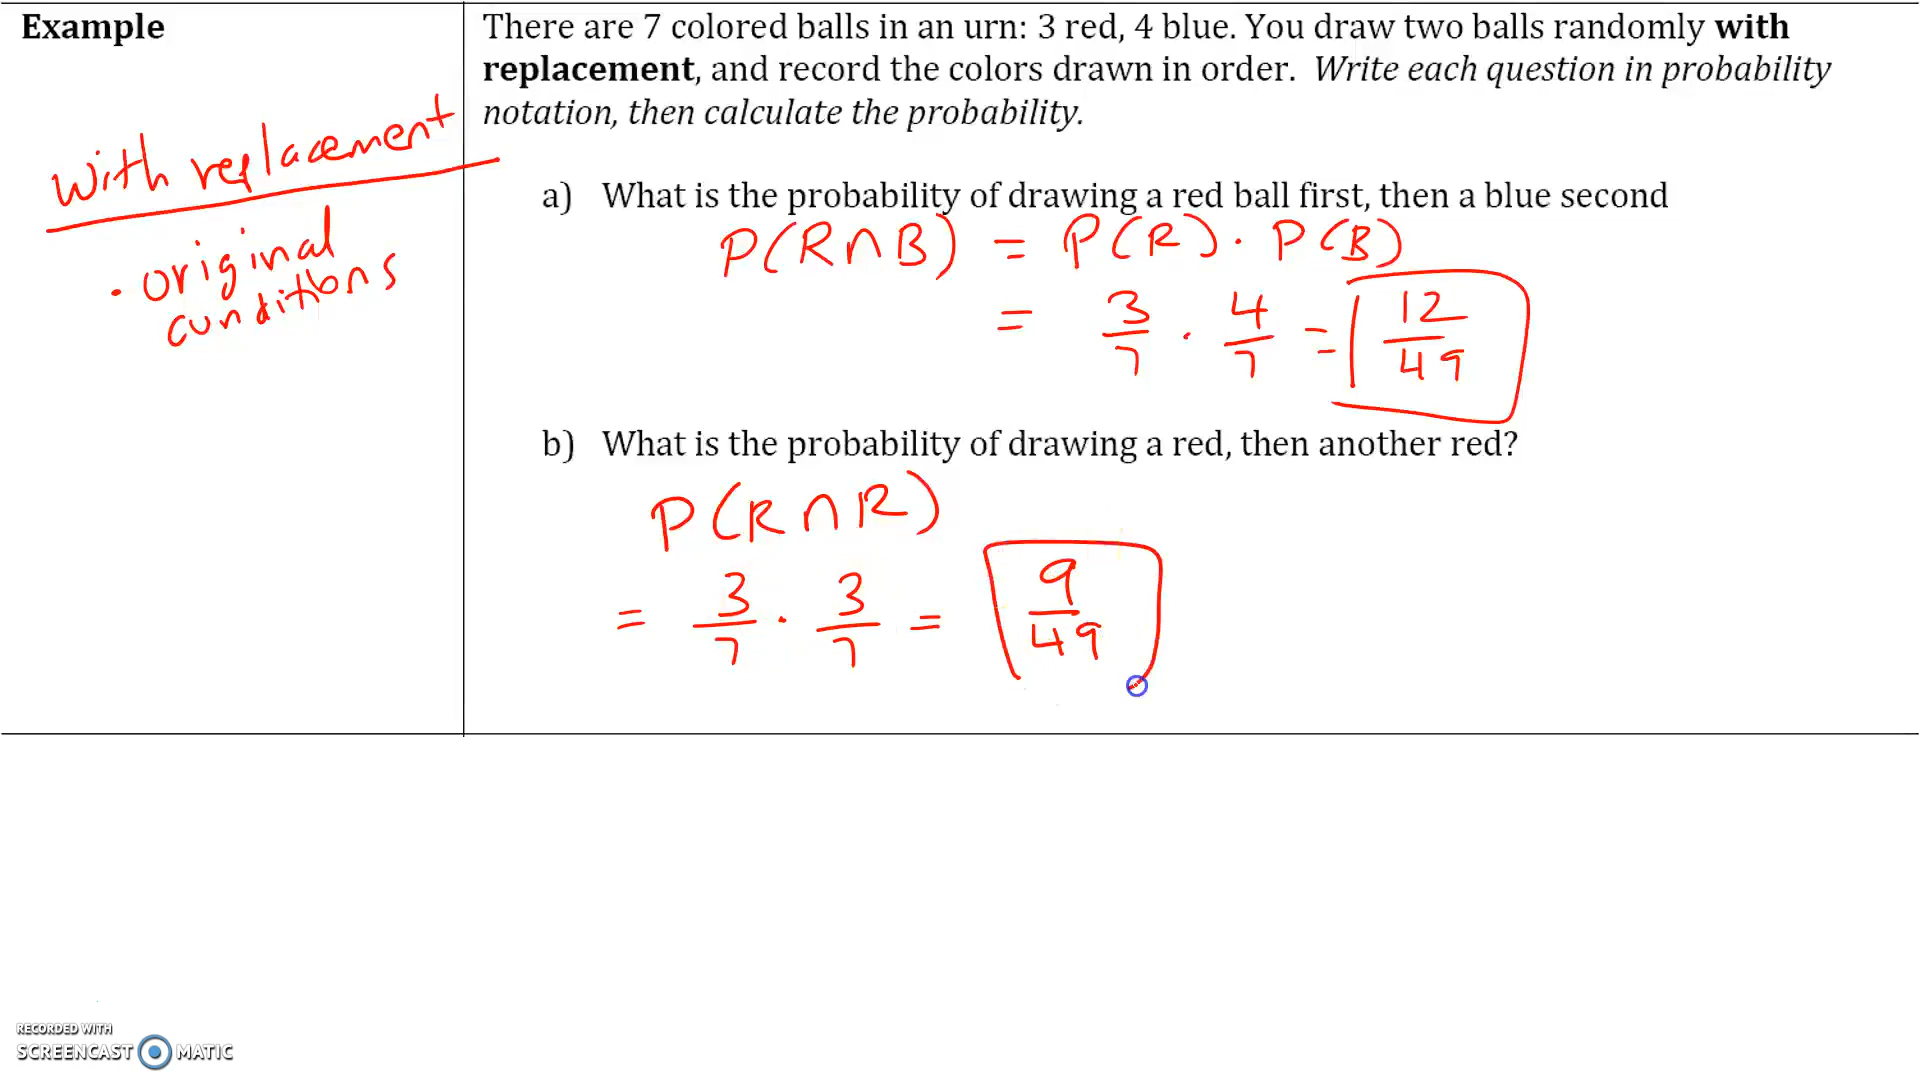 Example
There are 7 colored balls in an urn: 3 red, 4 blue. You draw two balls randomly with
replacement, and record the colors drawn in order. Write each question in probability
notation, then calculate the probability.
With replacement
• original
conditions
a) What is the probability of drawing a red ball first, then a blue second
P(R∩B) = P(R) · P(B)
= 3/7 · 4/7 = 12/49
b) What is the probability of drawing a red, then another red?
P(R∩R)
= 3/7 · 3/7 = 9/49
RECORDED WITH
SCREENCAST MATIC